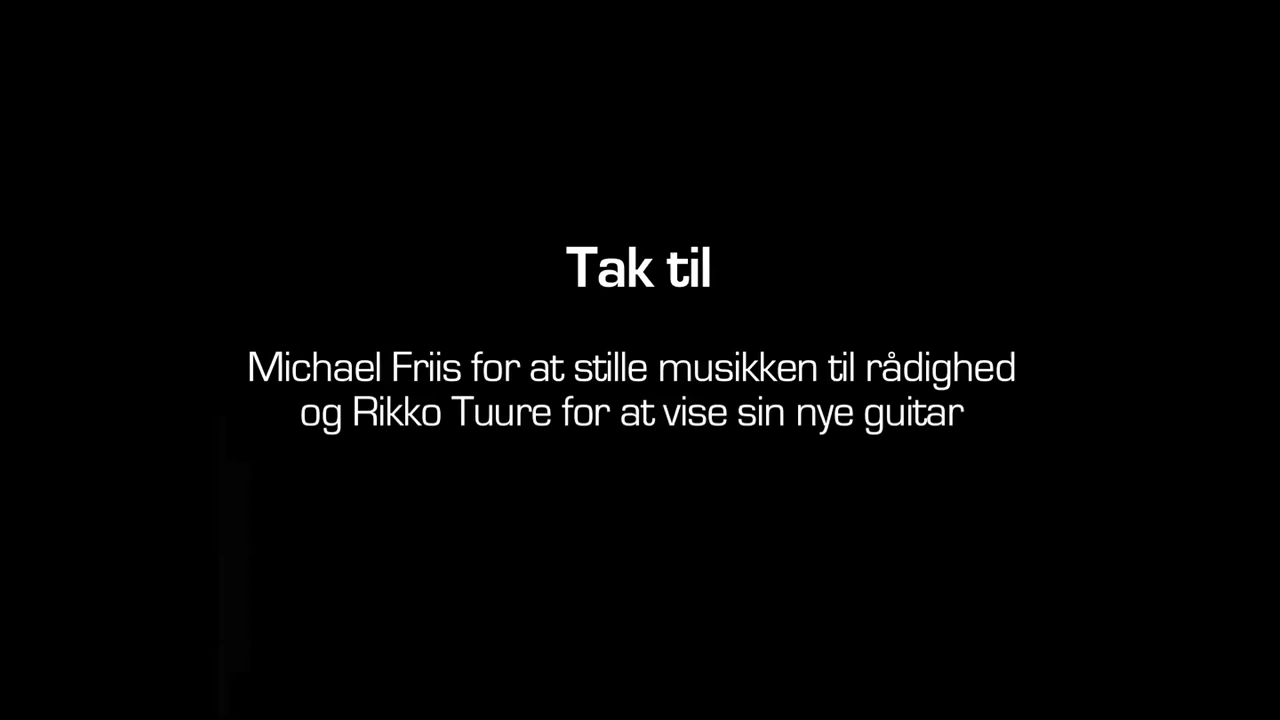 Tak til
Michael Friis for at stille musikken til rådighed
og Rikko Tuure for at vise sin nye guitar